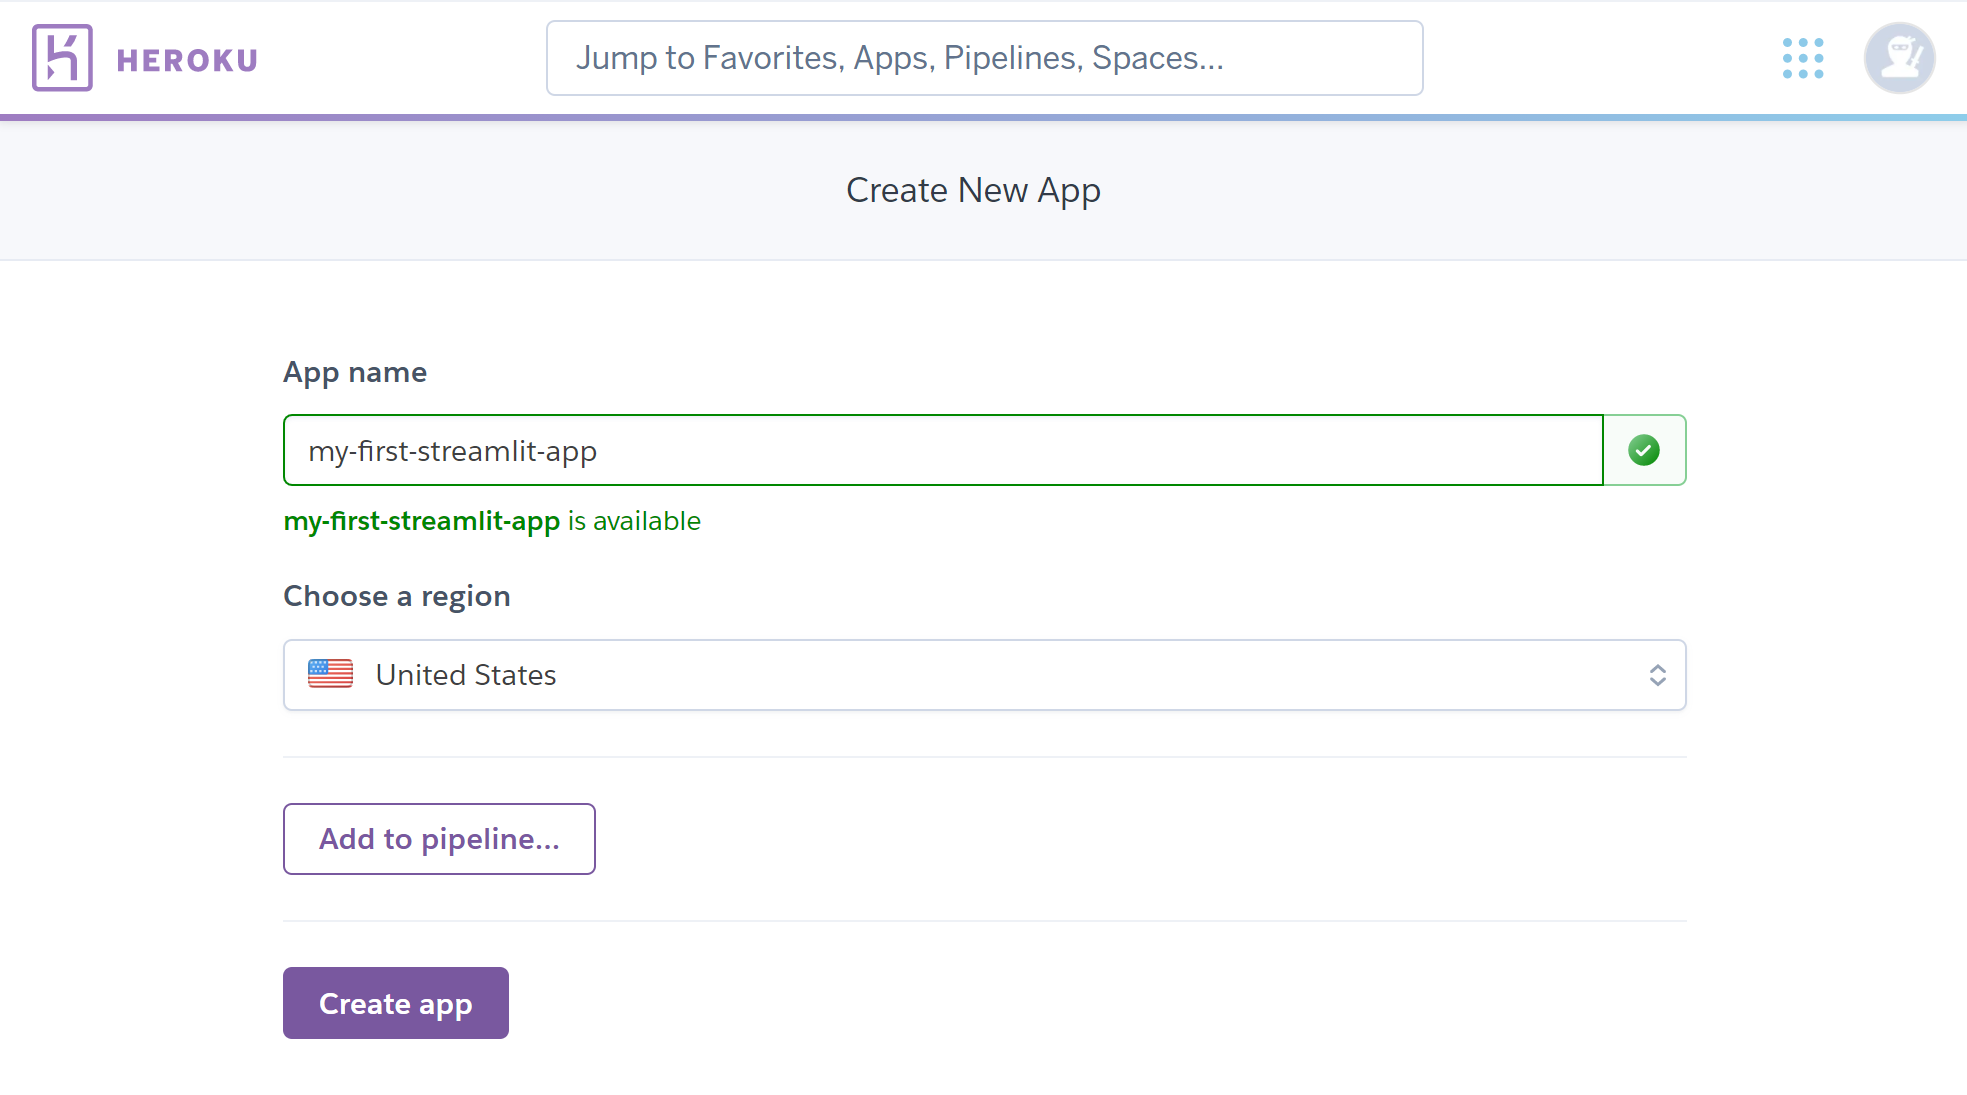 HEROKU
Jump to Favorites, Apps, Pipelines, Spaces...
Create New App
App name
my-first-streamlit-app
my-first-streamlit-app is available
Choose a region
United States
Add to pipeline...
Create app